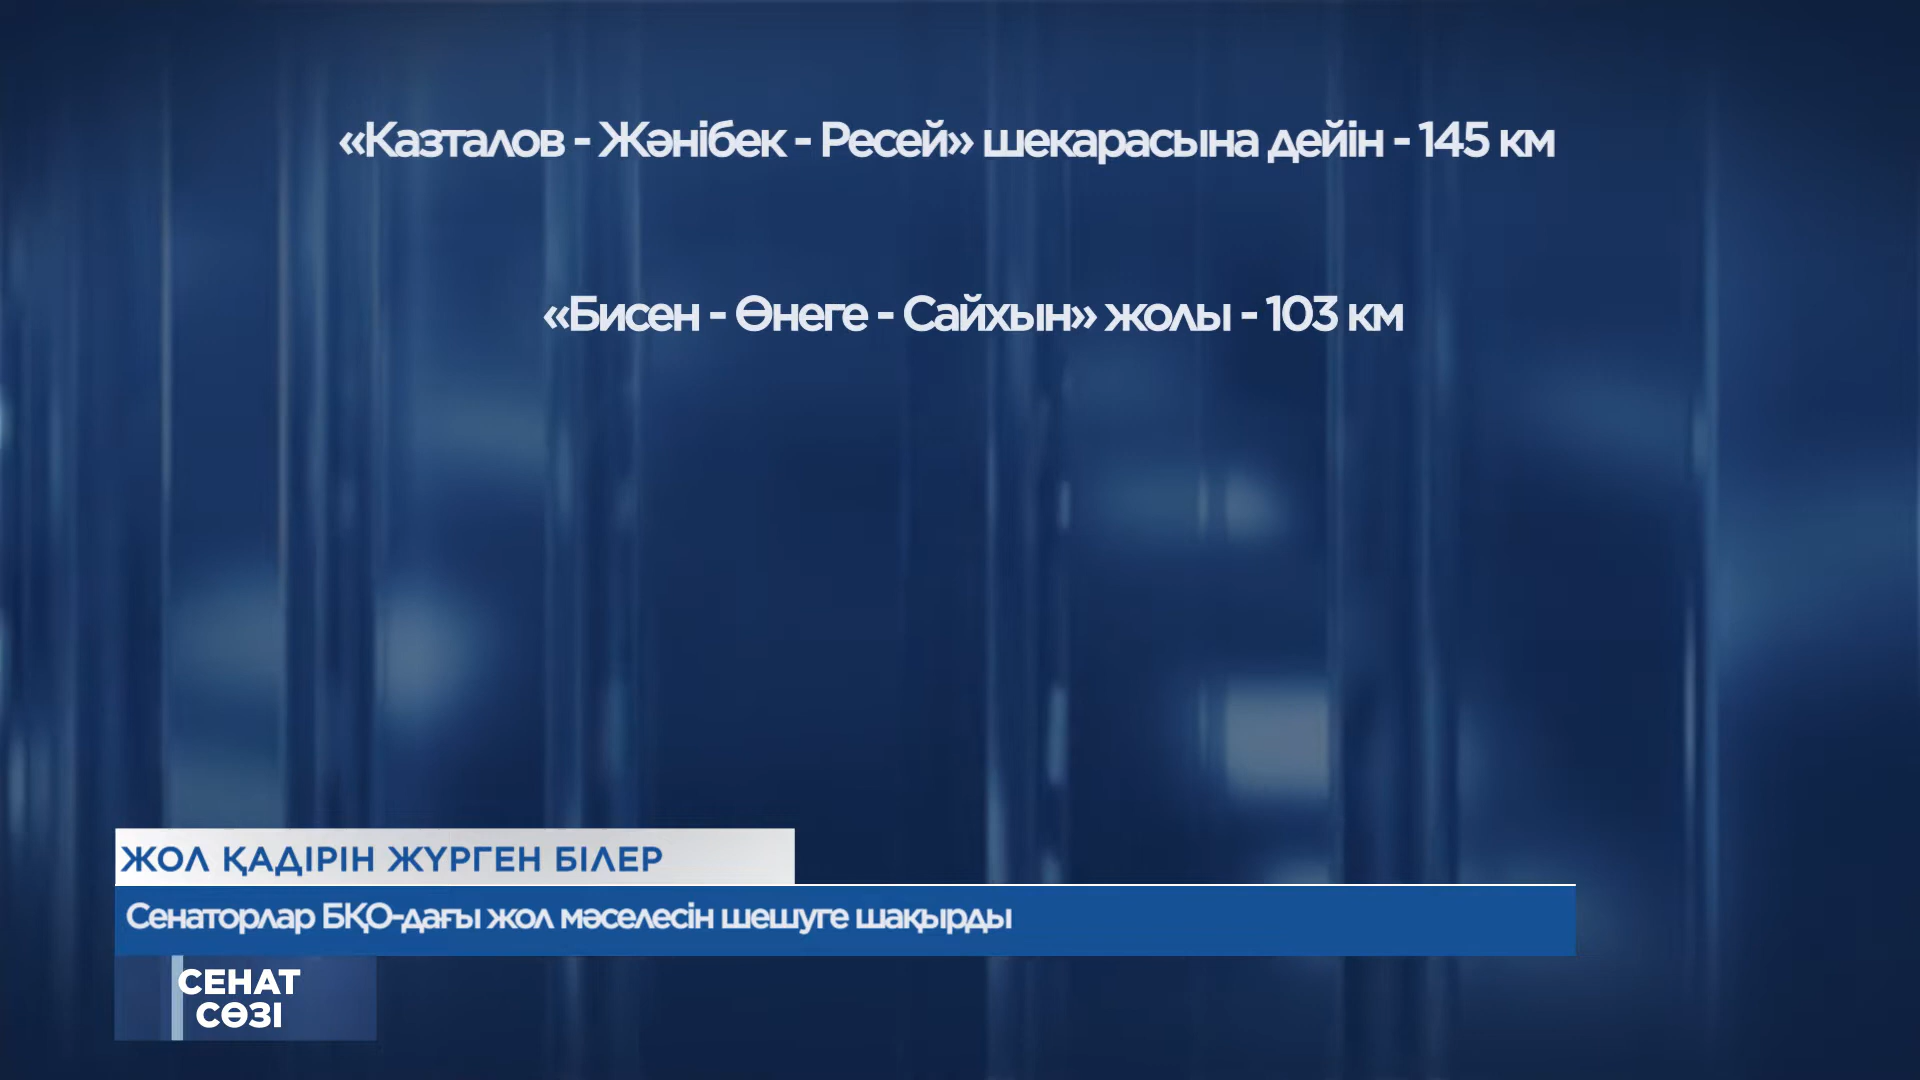 «Казталов - Жәнібек - Ресей» шекарасына дейін - 145 км
«Бисен - Өнеге - Сайхын» жолы - 103 км
ЖОЛ ҚАДІРІН ЖҮРГЕН БІЛЕР
Сенаторлар БҚО-дағы жол мәселесін шешуге шақырды
СЕНАТ
СӨЗІ